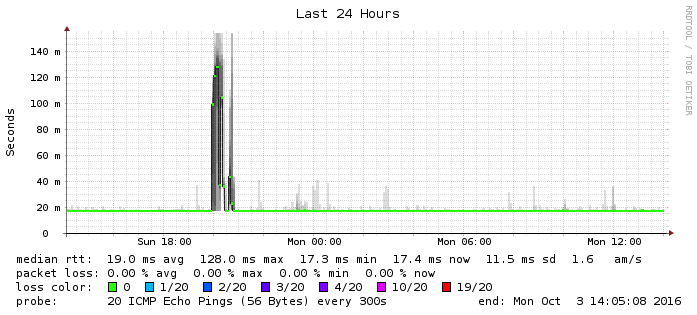 Last 24 Hours
RRDTOOL / TOBI OETIKER
Seconds
140 m
120 m
100 m
80 m
60 m
40 m
20 m
0
Sun 18:00 Mon 00:00 Mon 06:00 Mon 12:00
median rtt: 19.0 ms avg 128.0 ms max 17.3 ms min 17.4 ms now 11.5 ms sd 1.6 am/s
packet loss: 0.00 % avg 0.00 % max 0.00 % min 0.00 % now
loss color: 0 1/20 2/20 3/20 4/20 10/20 19/20
probe: 20 ICMP Echo Pings (56 Bytes) every 300s end: Mon Oct 3 14:05:08 2016